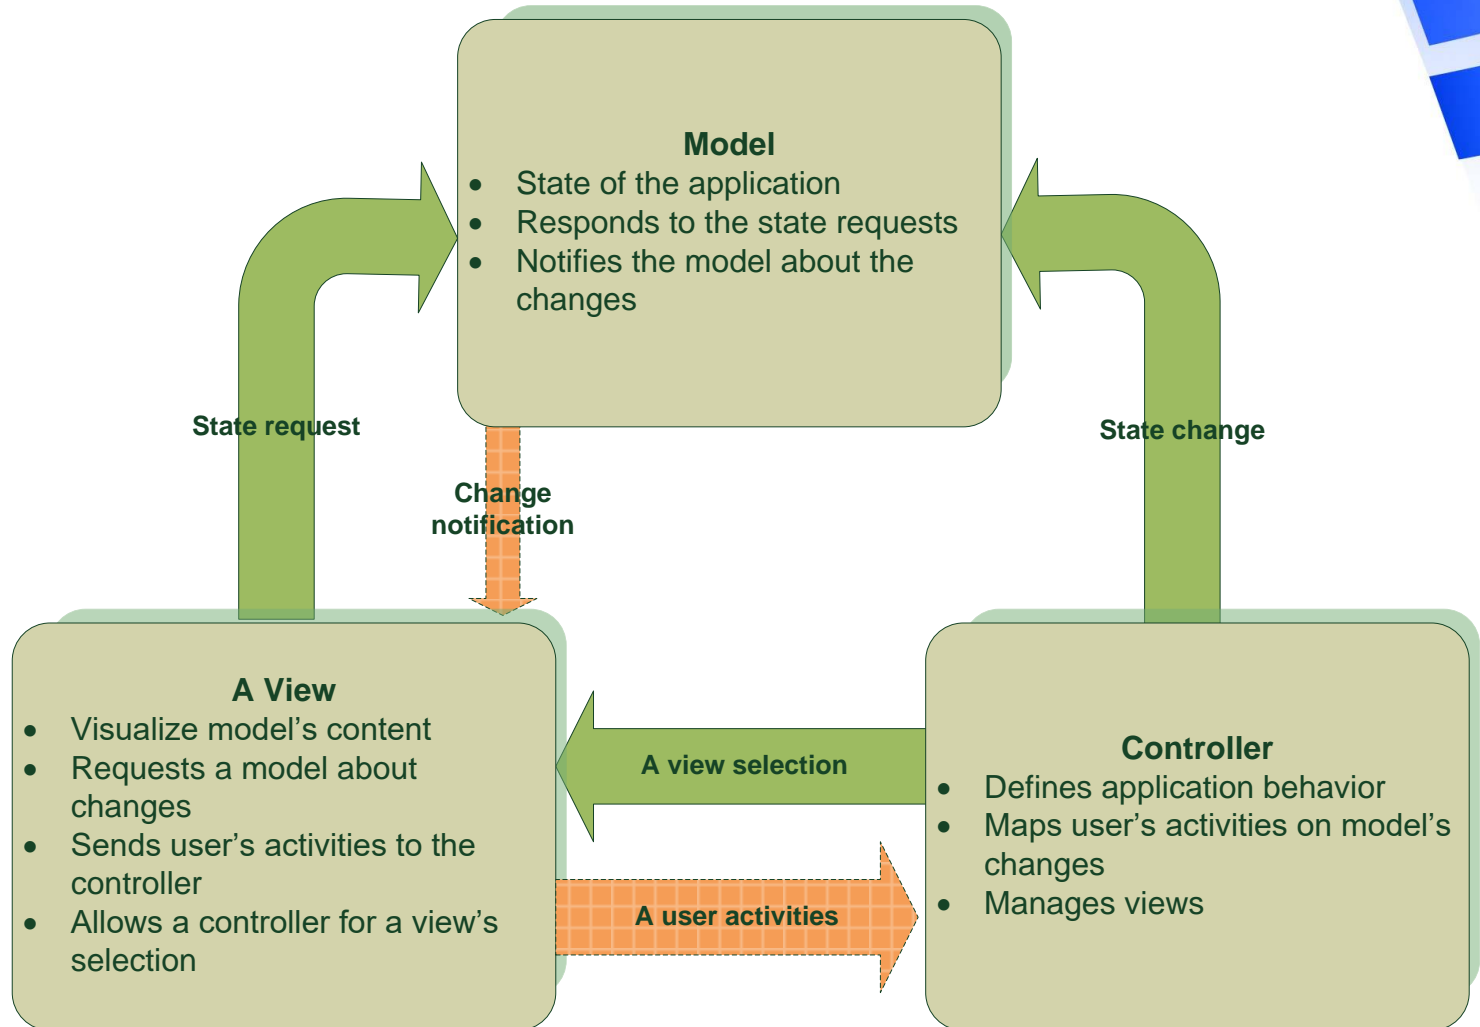 Model
• State of the application
• Responds to the state requests
• Notifies the model about the
changes
State request
State change
Change
notification
A View
• Visualize model’s content
• Requests a model about
changes
• Sends user’s activities to the
controller
• Allows a controller for a view’s
selection
A view selection
A user activities
Controller
• Defines application behavior
• Maps user’s activities on model’s
changes
• Manages views